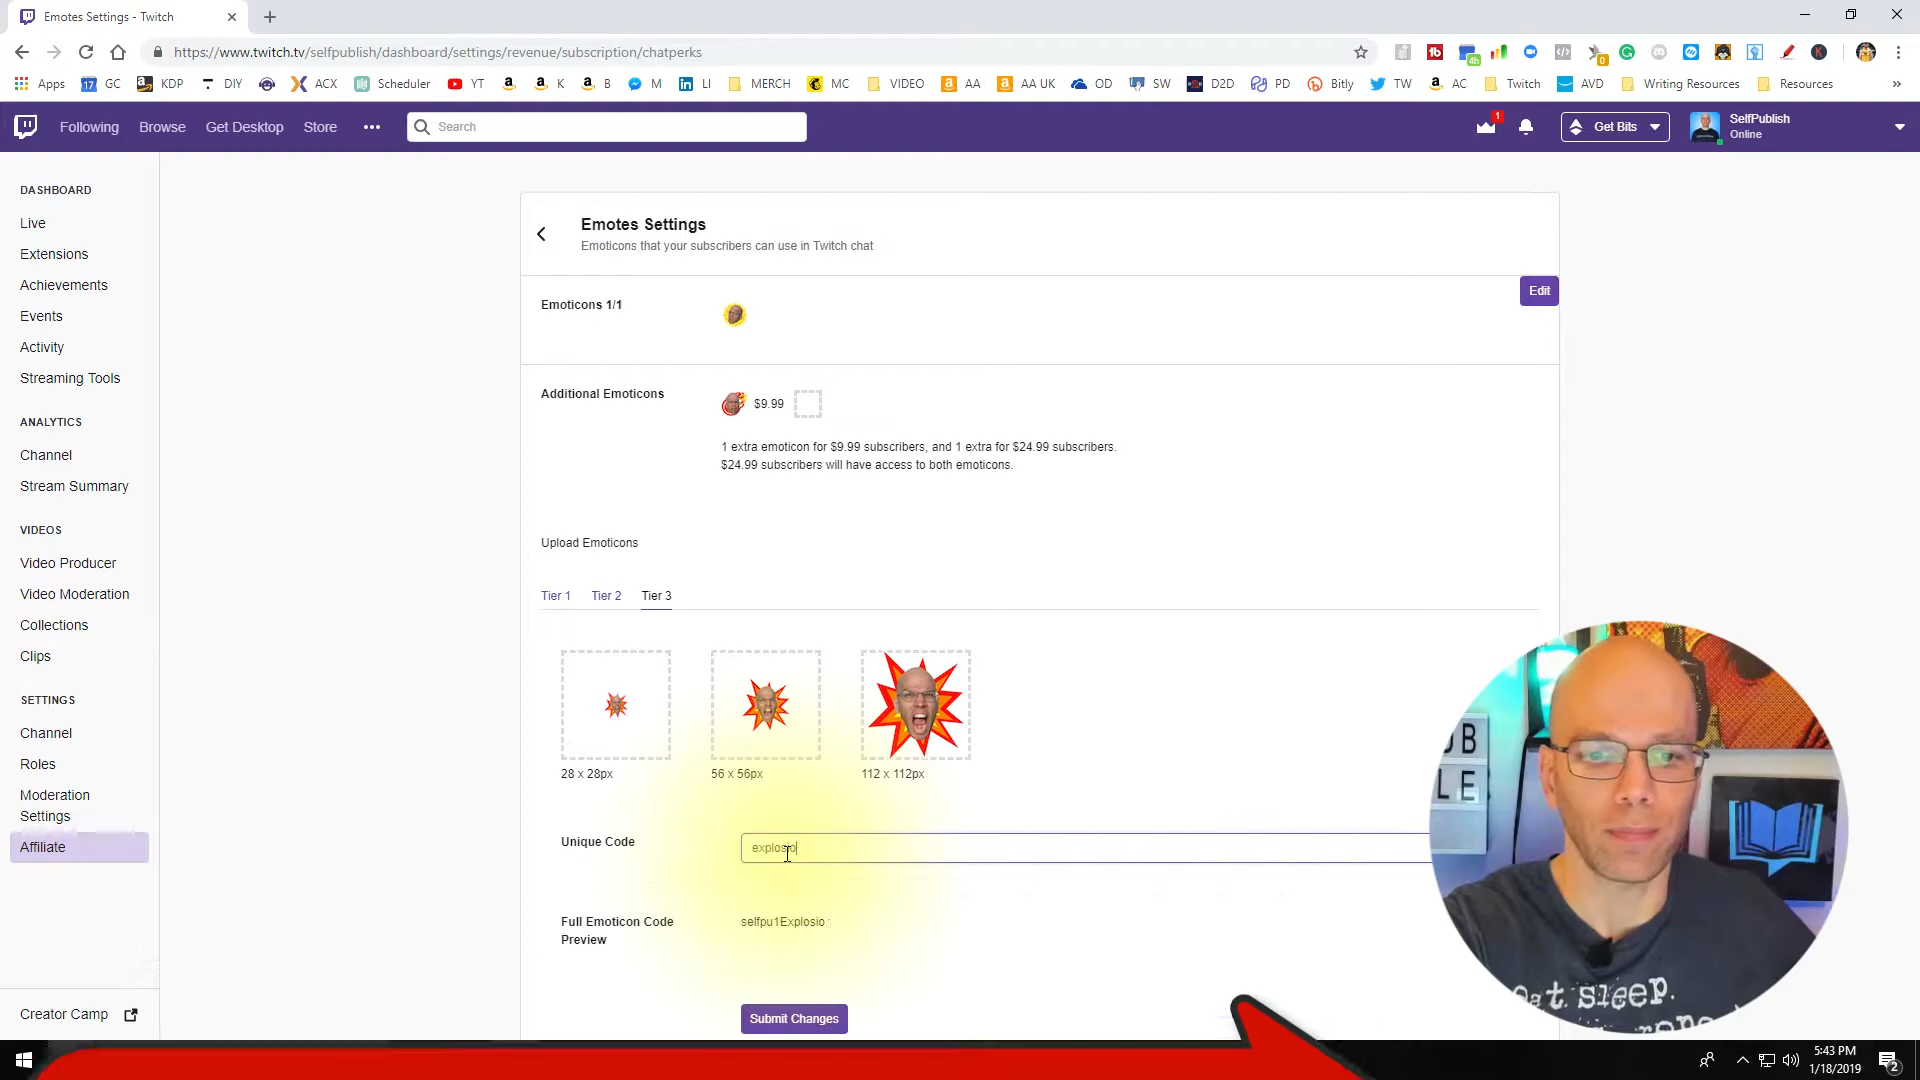 Emotes Settings - Twitch
https://www.twitch.tv/selfpublish/dashboard/settings/revenue/subscription/chatperks
Apps GC KDP DIY ACX Scheduler YT K B M LI MERCH MC VIDEO AA AA UK OD SW D2D PD Bitly TW AC Twitch AVD Writing Resources Resources
Following Browse Get Desktop Store Search 1 Get Bits SelfPublish
Online
DASHBOARD
Live
Extensions
Achievements
Events
Activity
Streaming Tools
ANALYTICS
Channel
Stream Summary
VIDEOS
Video Producer
Video Moderation
Collections
Clips
SETTINGS
Channel
Roles
Moderation
Settings
Affiliate
Creator Camp
Emotes Settings
Emoticons that your subscribers can use in Twitch chat
Edit
Emoticons 1/1
Additional Emoticons
$9.99
1 extra emoticon for $9.99 subscribers, and 1 extra for $24.99 subscribers.
$24.99 subscribers will have access to both emoticons.
Upload Emoticons
Tier 1 Tier 2 Tier 3
28 x 28px 56 x 56px 112 x 112px
Unique Code
explosio
Full Emoticon Code
Preview
selfpu1Explosio
Submit Changes
UB
LE
eat sleep.
5:43 PM
1/18/2019
2